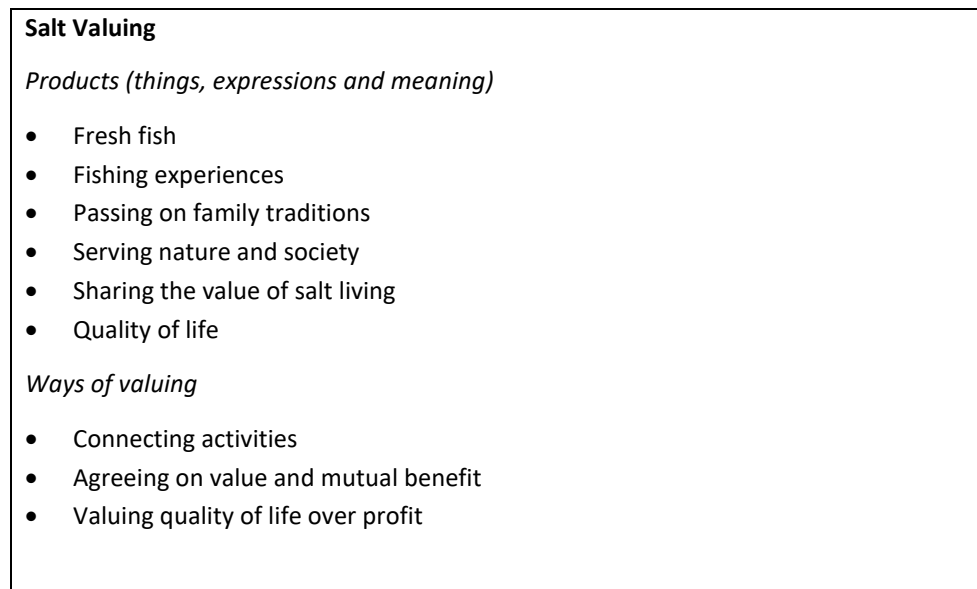 Salt Valuing
Products (things, expressions and meaning)
• Fresh fish
• Fishing experiences
• Passing on family traditions
• Serving nature and society
• Sharing the value of salt living
• Quality of life
Ways of valuing
• Connecting activities
• Agreeing on value and mutual benefit
• Valuing quality of life over profit